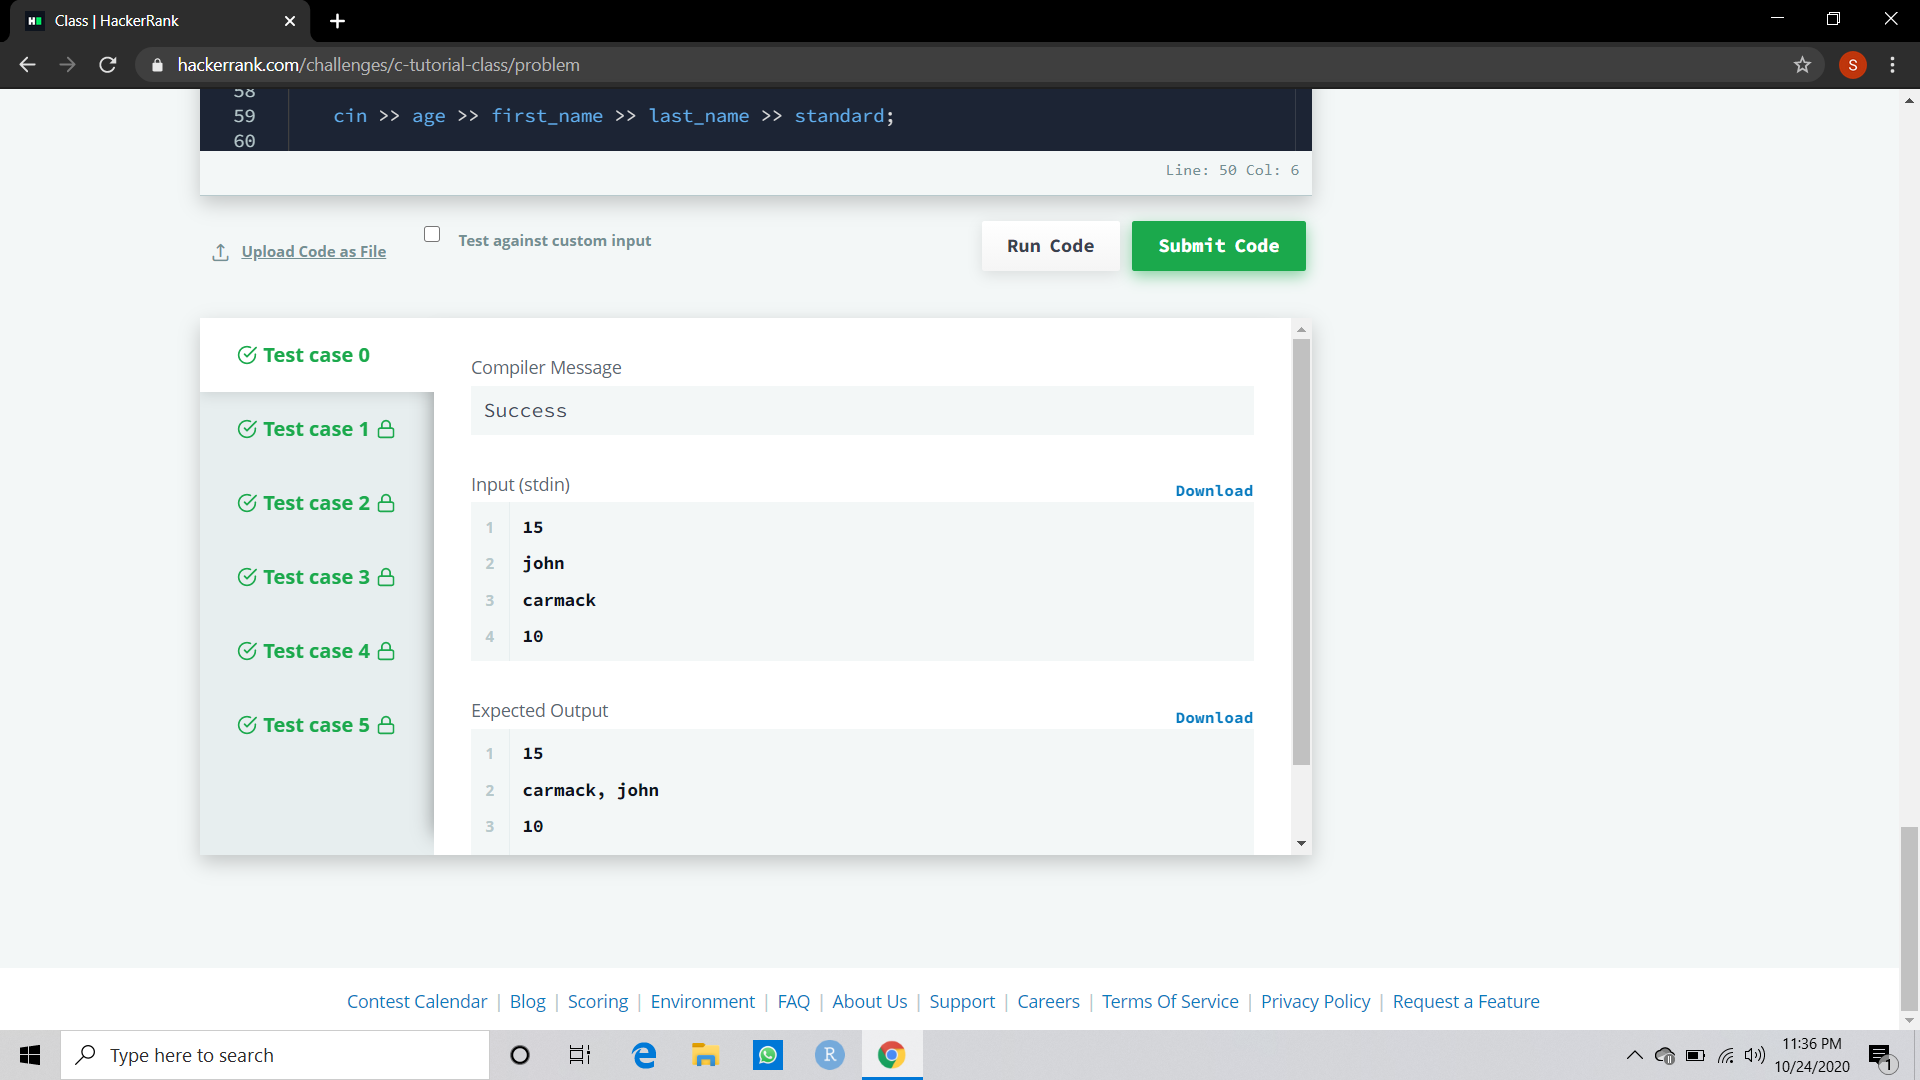 Class | HackerRank
hackerrank.com/challenges/c-tutorial-class/problem
S
58
59 cin >> age >> first_name >> last_name >> standard;
60
Line: 50 Col: 6
Upload Code as File
Test against custom input
Run Code
Submit Code
Test case 0
Test case 1
Test case 2
Test case 3
Test case 4
Test case 5
Compiler Message
Success
Input (stdin)
Download
1 15
2 john
3 carmack
4 10
Expected Output
Download
1 15
2 carmack, john
3 10
Contest Calendar | Blog | Scoring | Environment | FAQ | About Us | Support | Careers | Terms Of Service | Privacy Policy | Request a Feature
Type here to search
R
11:36 PM
10/24/2020
1